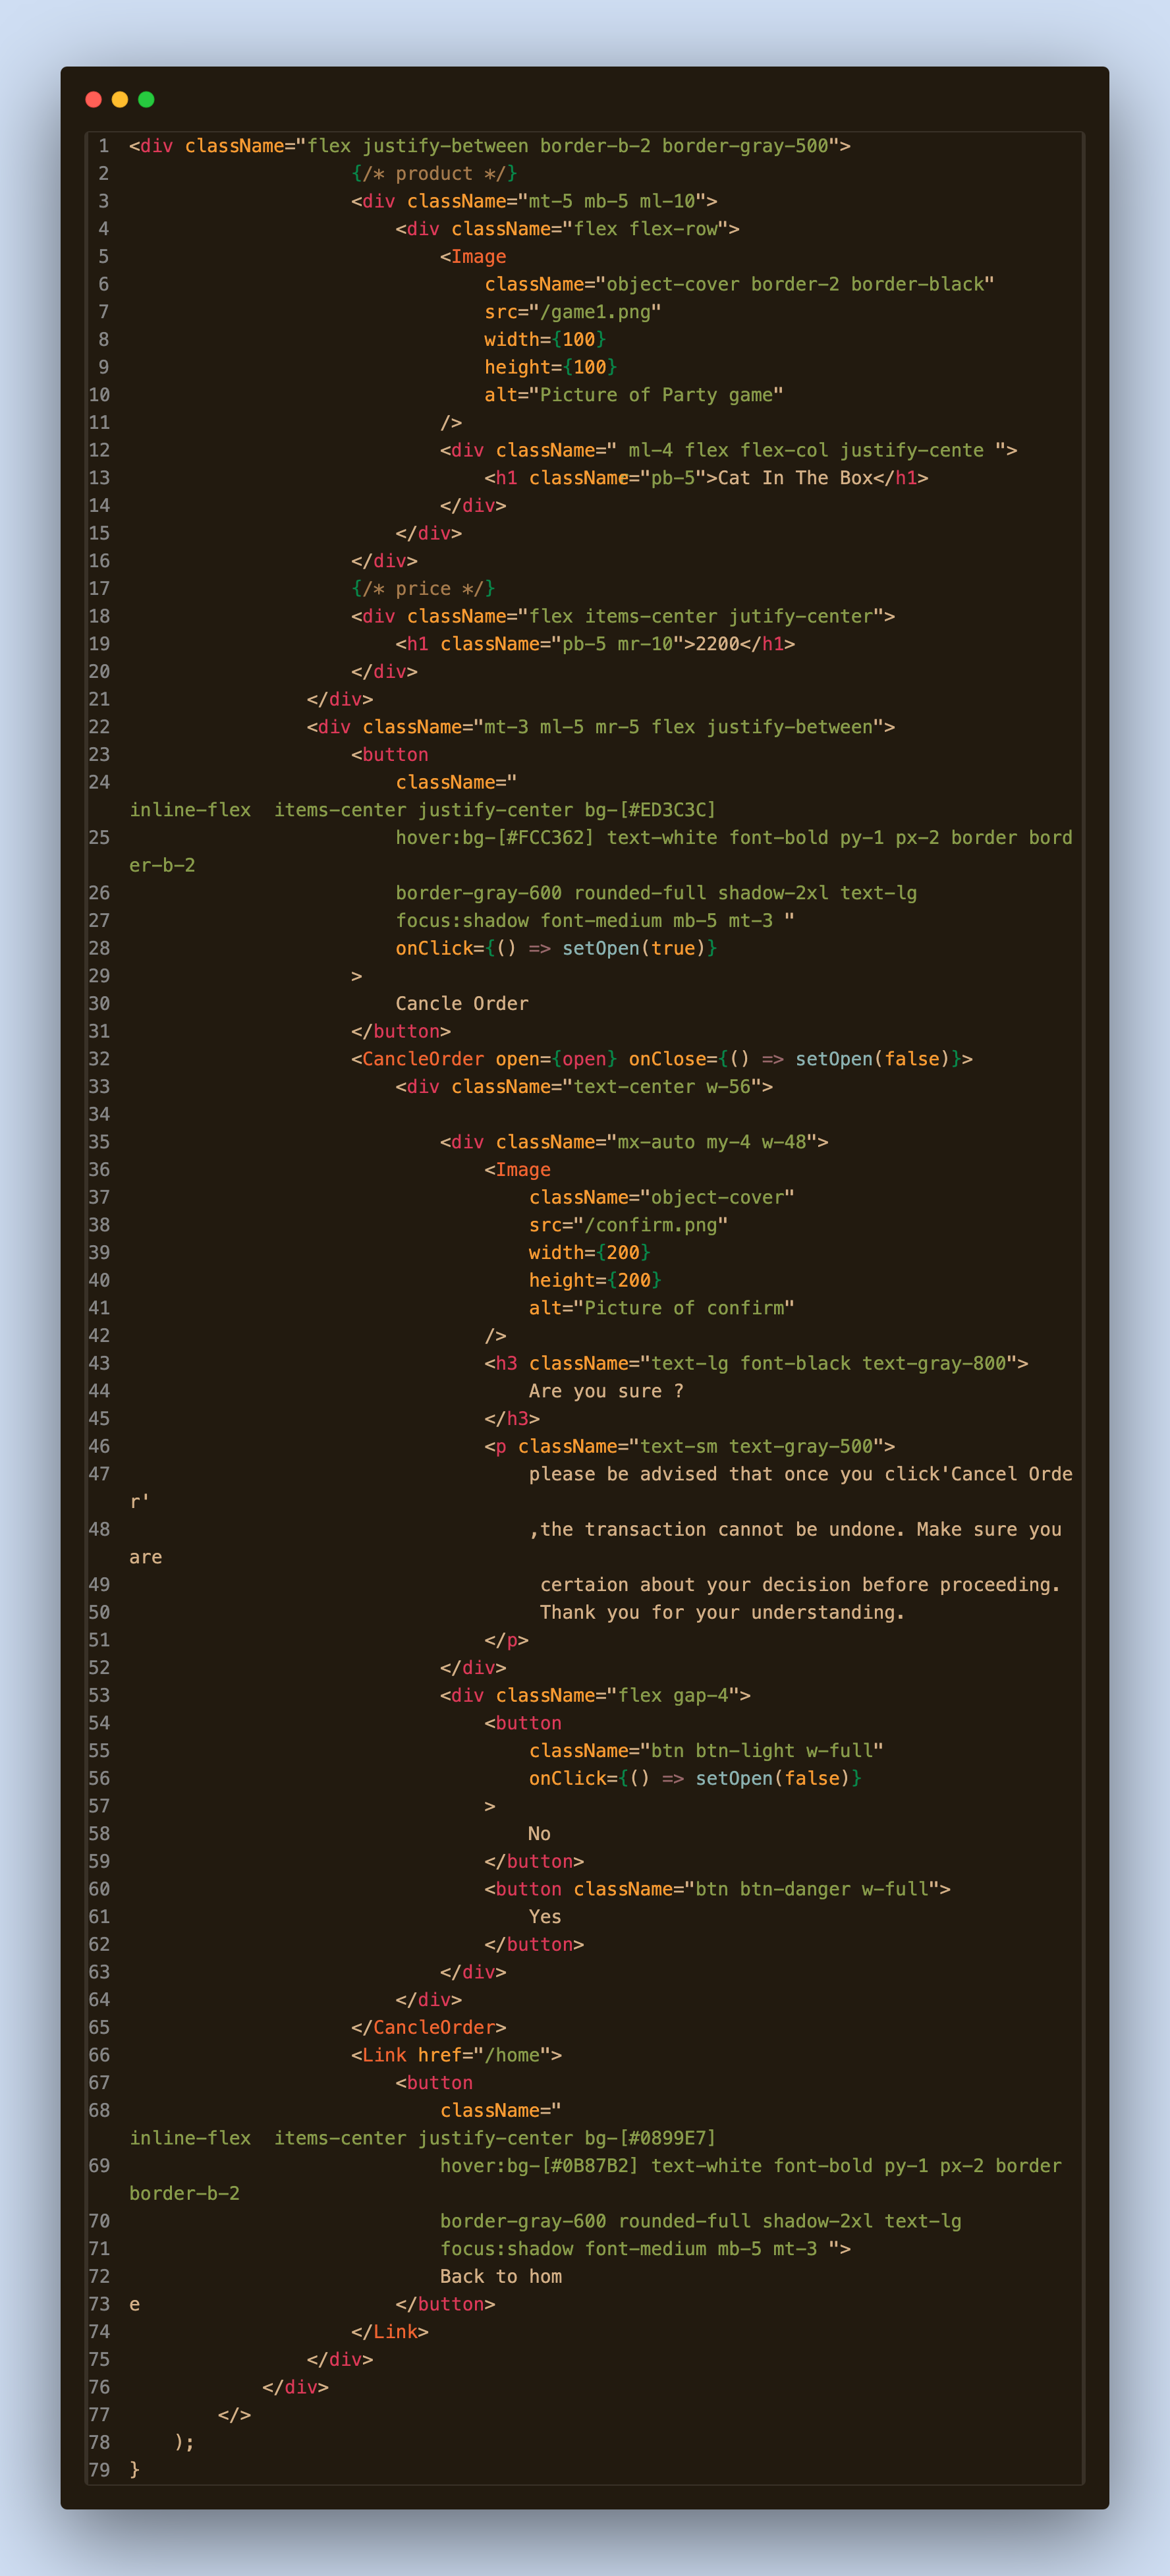 1 <div className="flex justify-between border-b-2 border-gray-500">
2 {/* product */}
3 <div className="mt-5 mb-5 ml-10">
4 <div className="flex flex-row">
5 <Image
6 className="object-cover border-2 border-black"
7 src="/game1.png"
8 width={100}
9 height={100}
10 alt="Picture of Party game"
11 />
12 <div className=" ml-4 flex flex-col justify-cente ">
13 <h1 className="pb-5">Cat In The Box</h1>
14 </div>
15 </div>
16 </div>
17 {/* price */}
18 <div className="flex items-center jutify-center">
19 <h1 className="pb-5 mr-10">2200</h1>
20 </div>
21 </div>
22 <div className="mt-3 ml-5 mr-5 flex justify-between">
23 <button
24 className="
inline-flex  items-center justify-center bg-[#ED3C3C]
25 hover:bg-[#FCC362] text-white font-bold py-1 px-2 border bord
er-b-2
26 border-gray-600 rounded-full shadow-2xl text-lg
27 focus:shadow font-medium mb-5 mt-3 "
28 onClick={() => setOpen(true)}
29 >
30 Cancle Order
31 </button>
32 <CancleOrder open={open} onClose={() => setOpen(false)}>
33 <div className="text-center w-56">
34
35 <div className="mx-auto my-4 w-48">
36 <Image
37 className="object-cover"
38 src="/confirm.png"
39 width={200}
40 height={200}
41 alt="Picture of confirm"
42 />
43 <h3 className="text-lg font-black text-gray-800">
44 Are you sure ?
45 </h3>
46 <p className="text-sm text-gray-500">
47 please be advised that once you click'Cancel Orde
r'
48 ,the transaction cannot be undone. Make sure you
are
49 certaion about your decision before proceeding.
50 Thank you for your understanding.
51 </p>
52 </div>
53 <div className="flex gap-4">
54 <button
55 className="btn btn-light w-full"
56 onClick={() => setOpen(false)}
57 >
58 No
59 </button>
60 <button className="btn btn-danger w-full">
61 Yes
62 </button>
63 </div>
64 </div>
65 </CancleOrder>
66 <Link href="/home">
67 <button
68 className="
inline-flex  items-center justify-center bg-[#0899E7]
69 hover:bg-[#0B87B2] text-white font-bold py-1 px-2 border
border-b-2
70 border-gray-600 rounded-full shadow-2xl text-lg
71 focus:shadow font-medium mb-5 mt-3 ">
72 Back to hom
73 e </button>
74 </Link>
75 </div>
76 </div>
77 </>
78 );
79 }